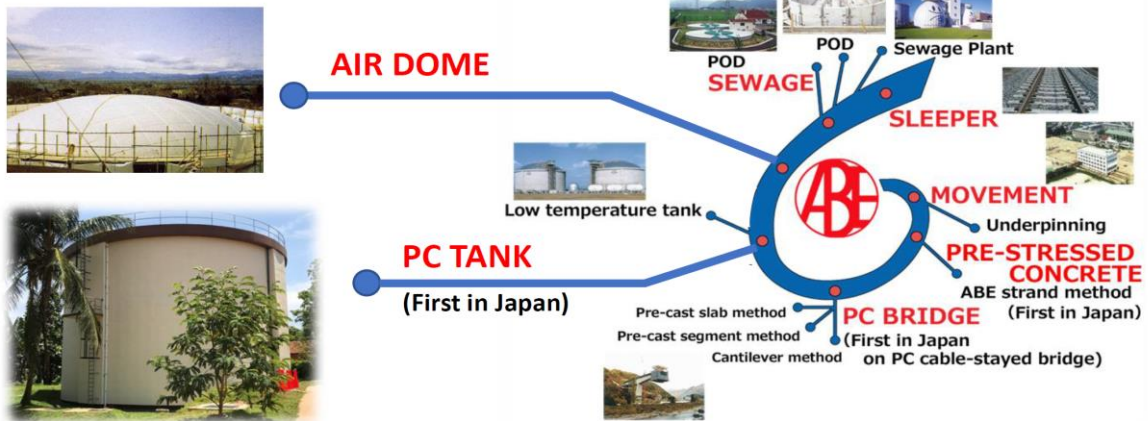 AIR DOME
PC TANK
(First in Japan)
Low temperature tank
POD
SEWAGE
POD
Sewage Plant
SLEEPER
ABE
MOVEMENT
Underpinning
PRE-STRESSED
CONCRETE
ABE strand method
(First in Japan)
PC BRIDGE
(First in Japan
on PC cable-stayed bridge)
Pre-cast slab method
Pre-cast segment method
Cantilever method